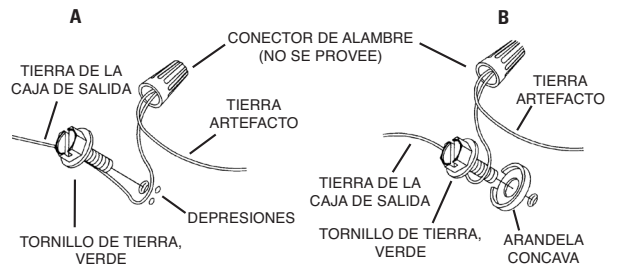 A
B
CONECTOR DE ALAMBRE
(NO SE PROVEE)
TIERRA DE LA
CAJA DE SALIDA
TIERRA
ARTEFACTO
DEPRESIONES
TORNILLO DE TIERRA,
VERDE
TIERRA
ARTEFACTO
TIERRA DE LA
CAJA DE SALIDA
TORNILLO DE TIERRA,
VERDE
ARANDELA
CONCAVA